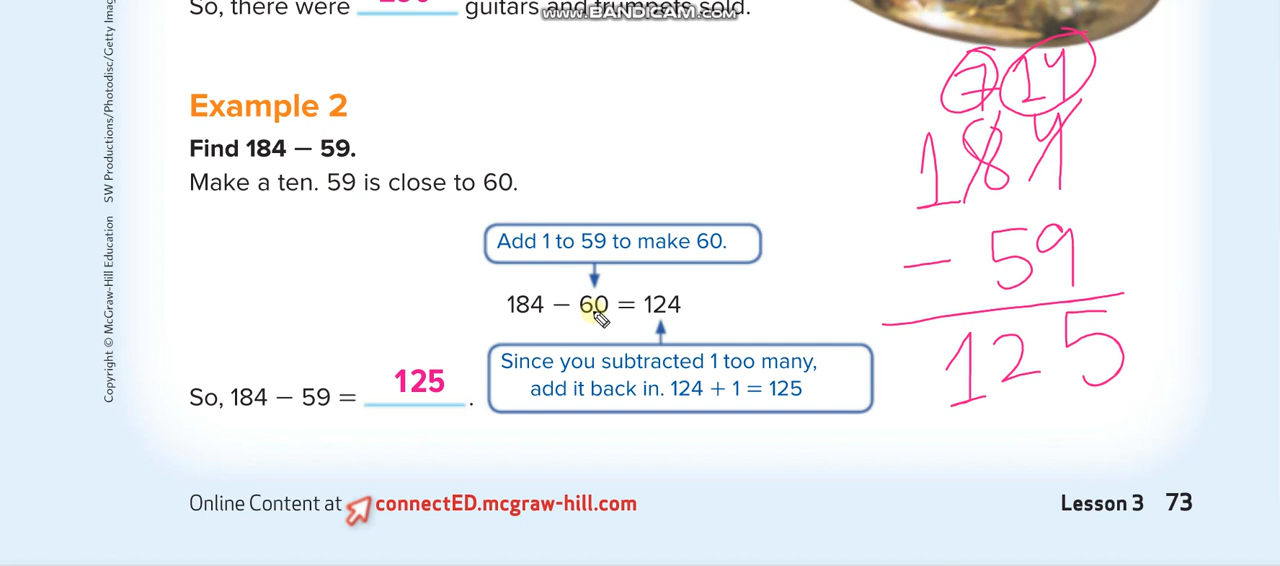 So, there were guitars and trumpets sold.
www.BANDICAM.com
Copyright © McGraw-Hill Education SW Productions/Photodisc/Getty Imag
Example 2
Find 184 – 59.
Make a ten. 59 is close to 60.
Add 1 to 59 to make 60.
184 – 60 = 124
Since you subtracted 1 too many,
add it back in. 124 + 1 = 125
So, 184 – 59 = 125.
7 14
184
– 59
125
Online Content at connectED.mcgraw-hill.com
Lesson 3 73